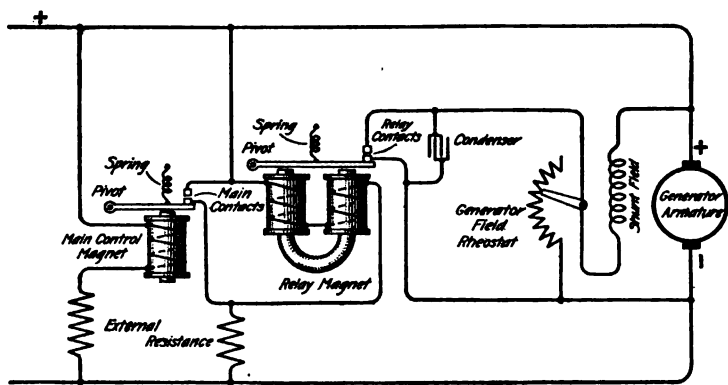 +
Spring
Pivot
Relay
Contacts
Condenser
Spring
Pivot
Main
Contacts
Main Control
Magnet
Relay Magnet
Generator
Field
Rheostat
Shunt Field
+
Generator
Armature
-
External
Resistance